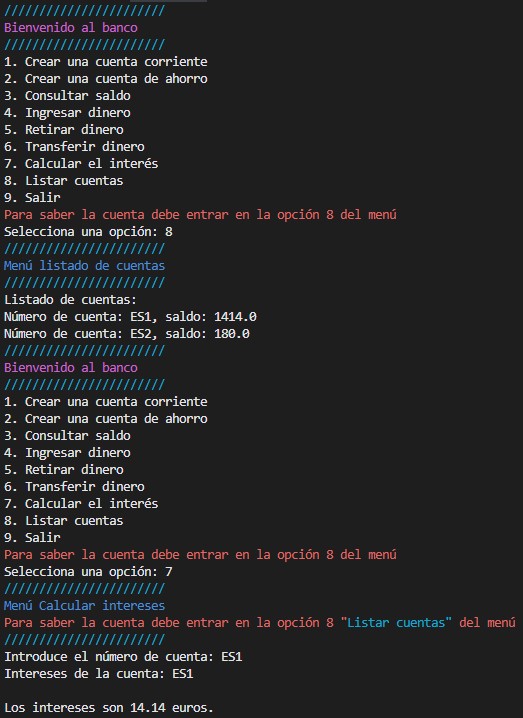 ///////////////////////
Bienvenido al banco
///////////////////////
1. Crear una cuenta corriente
2. Crear una cuenta de ahorro
3. Consultar saldo
4. Ingresar dinero
5. Retirar dinero
6. Transferir dinero
7. Calcular el interés
8. Listar cuentas
9. Salir
Para saber la cuenta debe entrar en la opción 8 del menú
Selecciona una opción: 8
///////////////////////
Menú listado de cuentas
///////////////////////
Listado de cuentas:
Número de cuenta: ES1, saldo: 1414.0
Número de cuenta: ES2, saldo: 180.0
///////////////////////
Bienvenido al banco
///////////////////////
1. Crear una cuenta corriente
2. Crear una cuenta de ahorro
3. Consultar saldo
4. Ingresar dinero
5. Retirar dinero
6. Transferir dinero
7. Calcular el interés
8. Listar cuentas
9. Salir
Para saber la cuenta debe entrar en la opción 8 del menú
Selecciona una opción: 7
///////////////////////
Menú Calcular intereses
Para saber la cuenta debe entrar en la opción 8 "Listar cuentas" del menú
///////////////////////
Introduce el número de cuenta: ES1
Intereses de la cuenta: ES1

Los intereses son 14.14 euros.